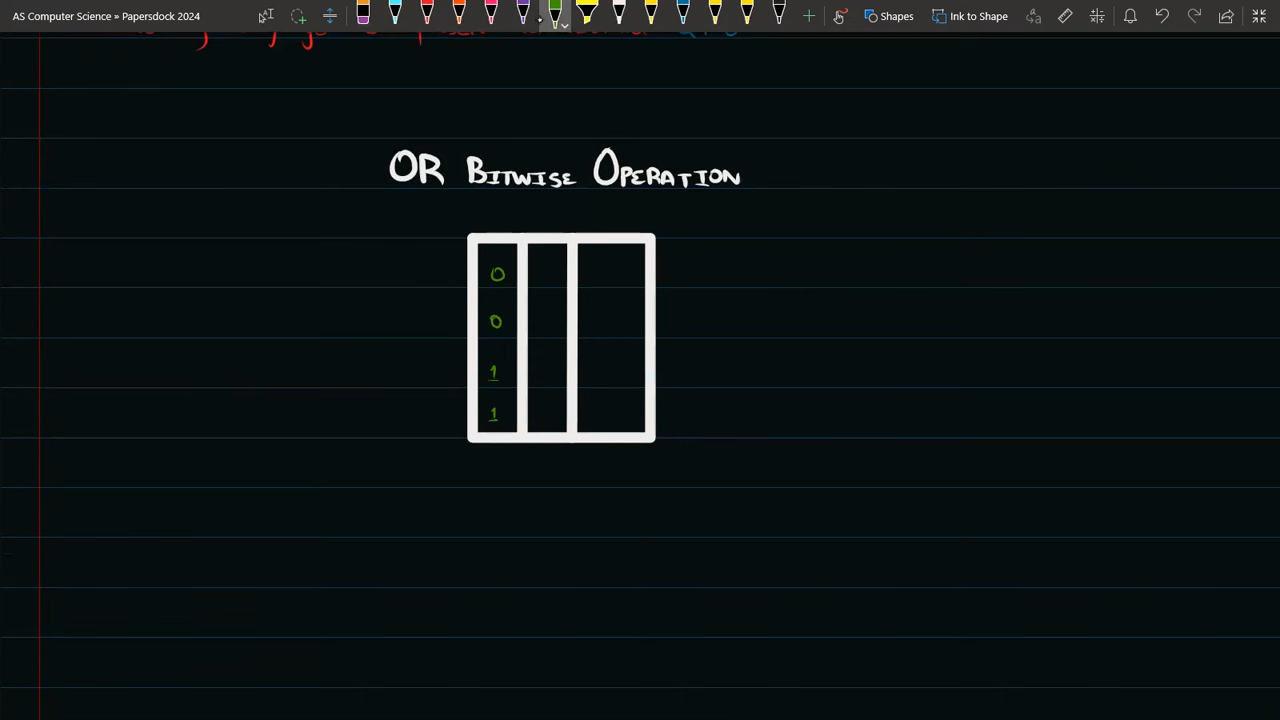 AS Computer Science » Papersdock 2024
Shapes
Ink to Shape
OR BITWISE OPERATION
0
0
1
1